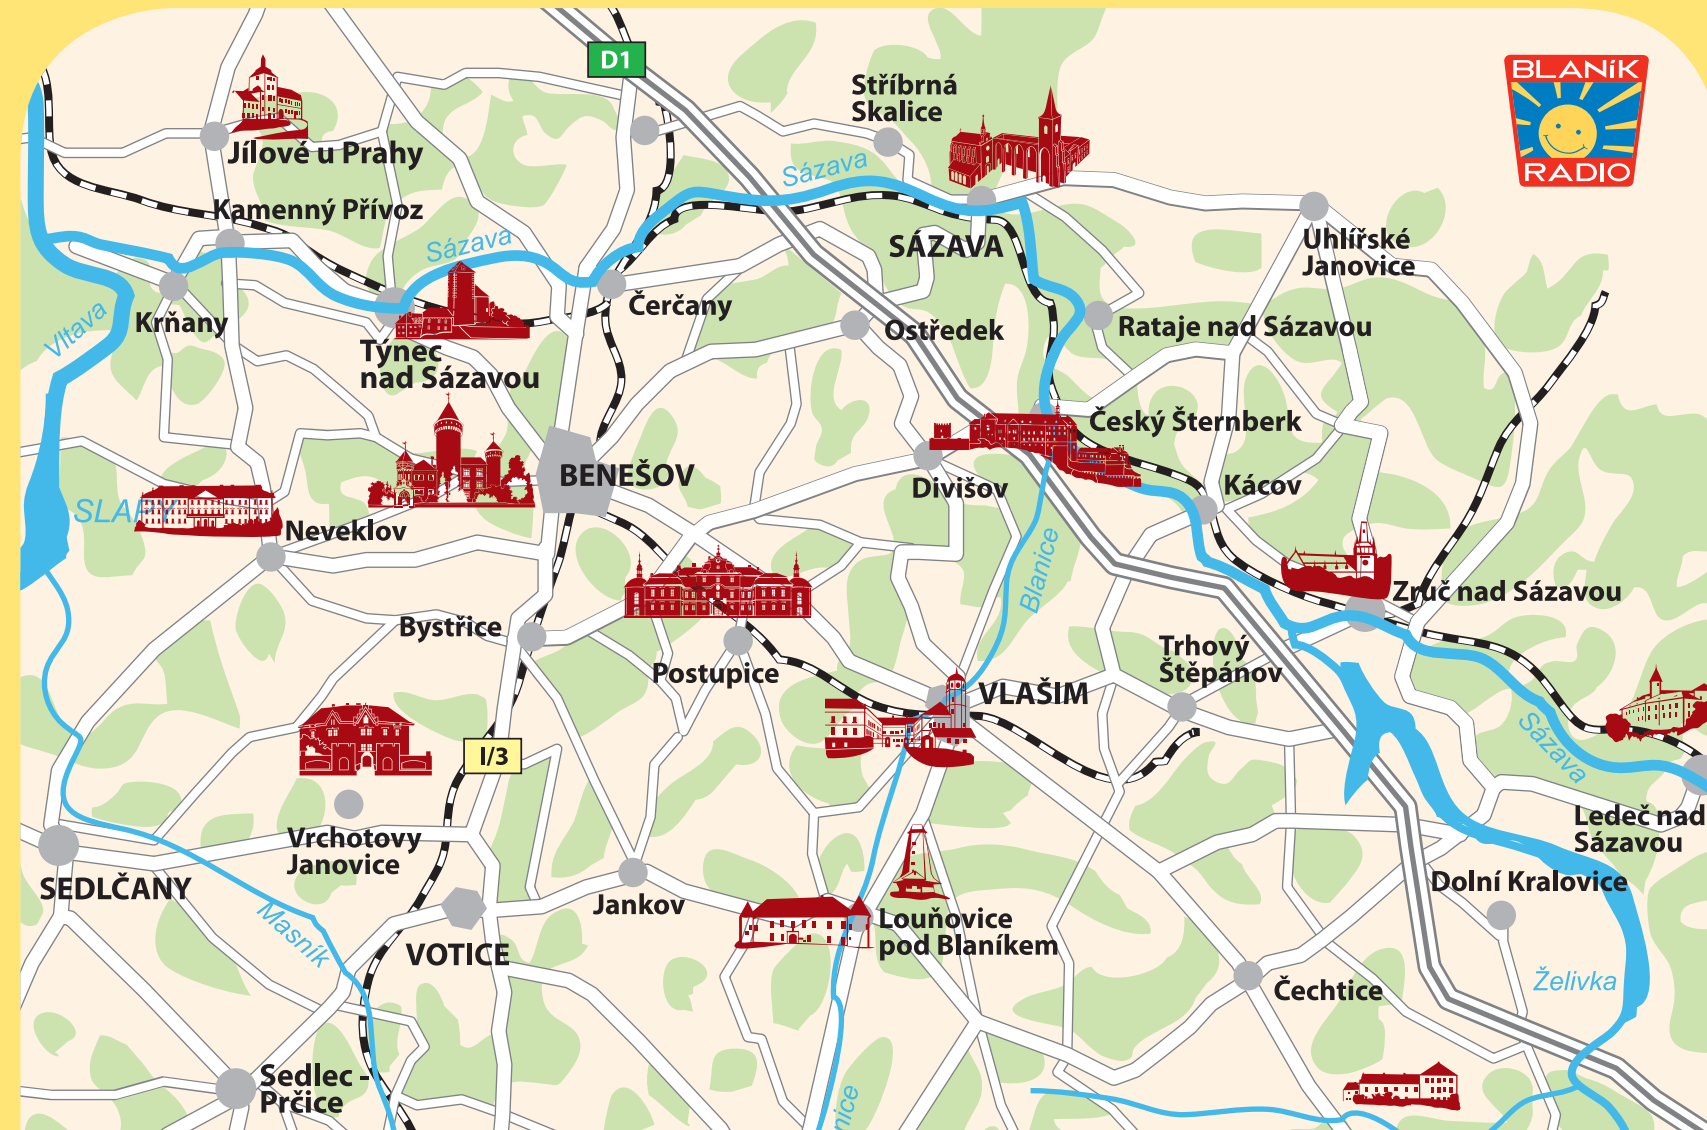 D1
BLANíK
RADIO
Stříbrná
Skalice
Jílové u Prahy
Sázava
Kamenný Přívoz
Sázava
SÁZAVA
Uhlířské
Janovice
Vltava
Krňany
Čerčany
Ostředek
Rataje nad Sázavou
Týnec
nad Sázavou
Český Šternberk
BENEŠOV
Divišov
Kácov
SLAPY
Neveklov
Blanice
Zruč nad Sázavou
Bystřice
Postupice
Trhový
Štěpánov
VLAŠIM
I/3
Sázava
Vrchotovy
Janovice
Ledeč nad
Sázavou
SEDLČANY
Jankov
Dolní Kralovice
Masník
VOTICE
Louňovice
pod Blaníkem
Čechtice
Želivka
Sedlec -
Prčice
nice